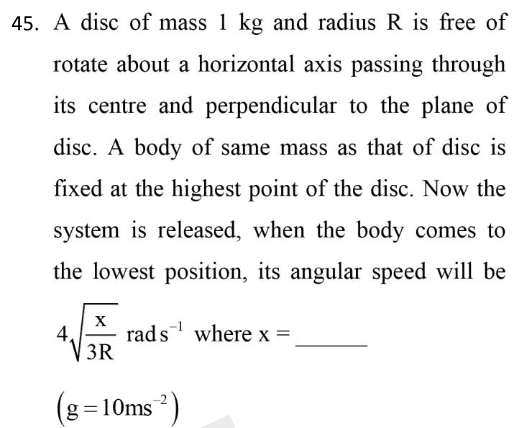 45. A disc of mass 1 kg and radius R is free of
rotate about a horizontal axis passing through
its centre and perpendicular to the plane of
disc. A body of same mass as that of disc is
fixed at the highest point of the disc. Now the
system is released, when the body comes to
the lowest position, its angular speed will be
4√(x/3R) rad s⁻¹ where x = ______
(g = 10ms⁻²)